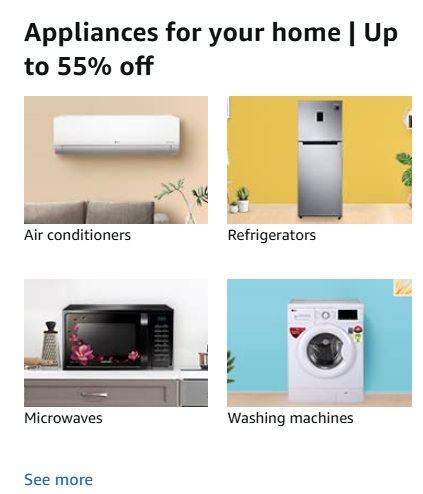 Appliances for your home | Up
to 55% off
Air conditioners
Refrigerators
Microwaves
Washing machines
See more